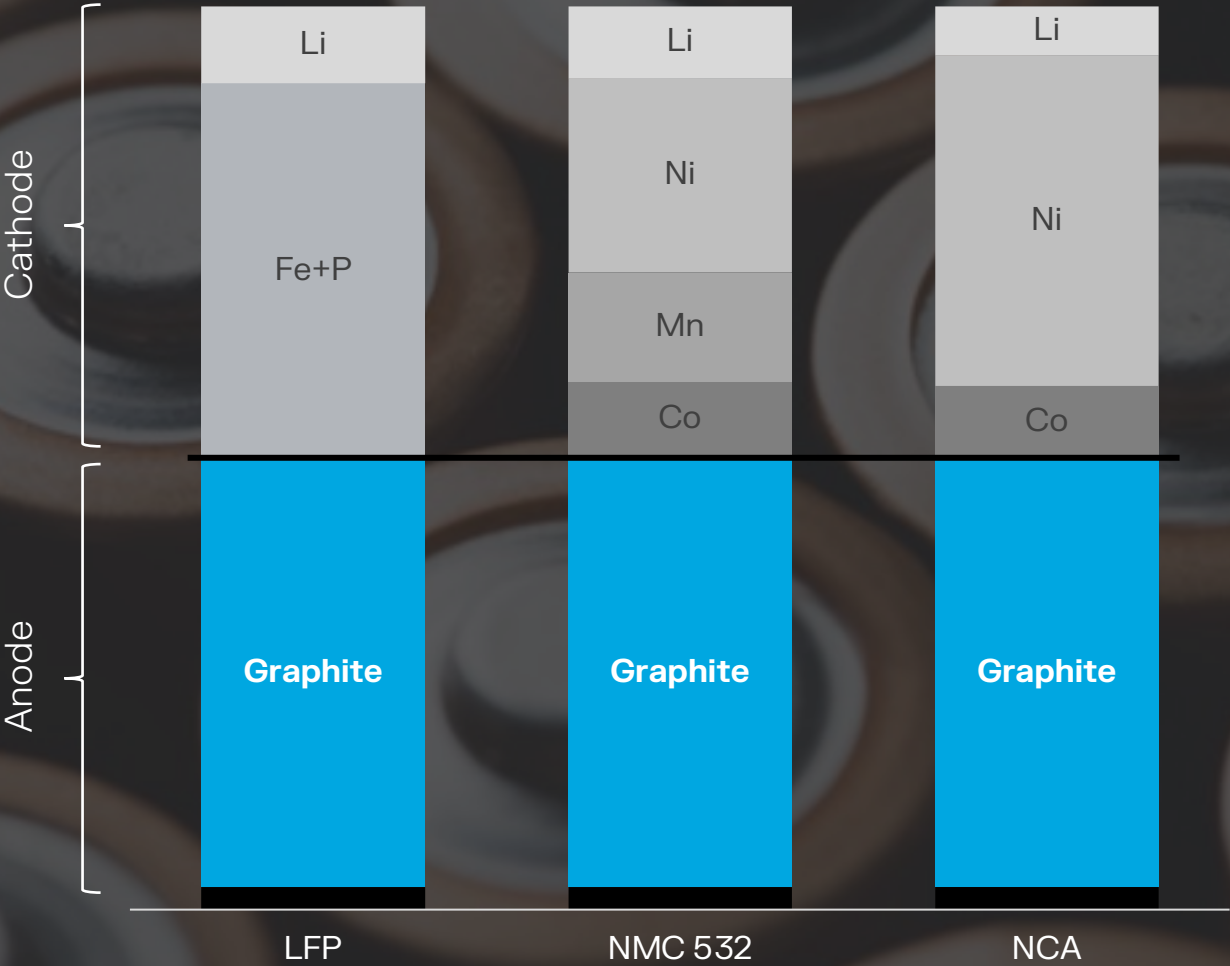 Cathode
Anode
Li
Fe+P
Graphite
LFP
Li
Ni
Mn
Co
Graphite
NMC 532
Li
Ni
Co
Graphite
NCA